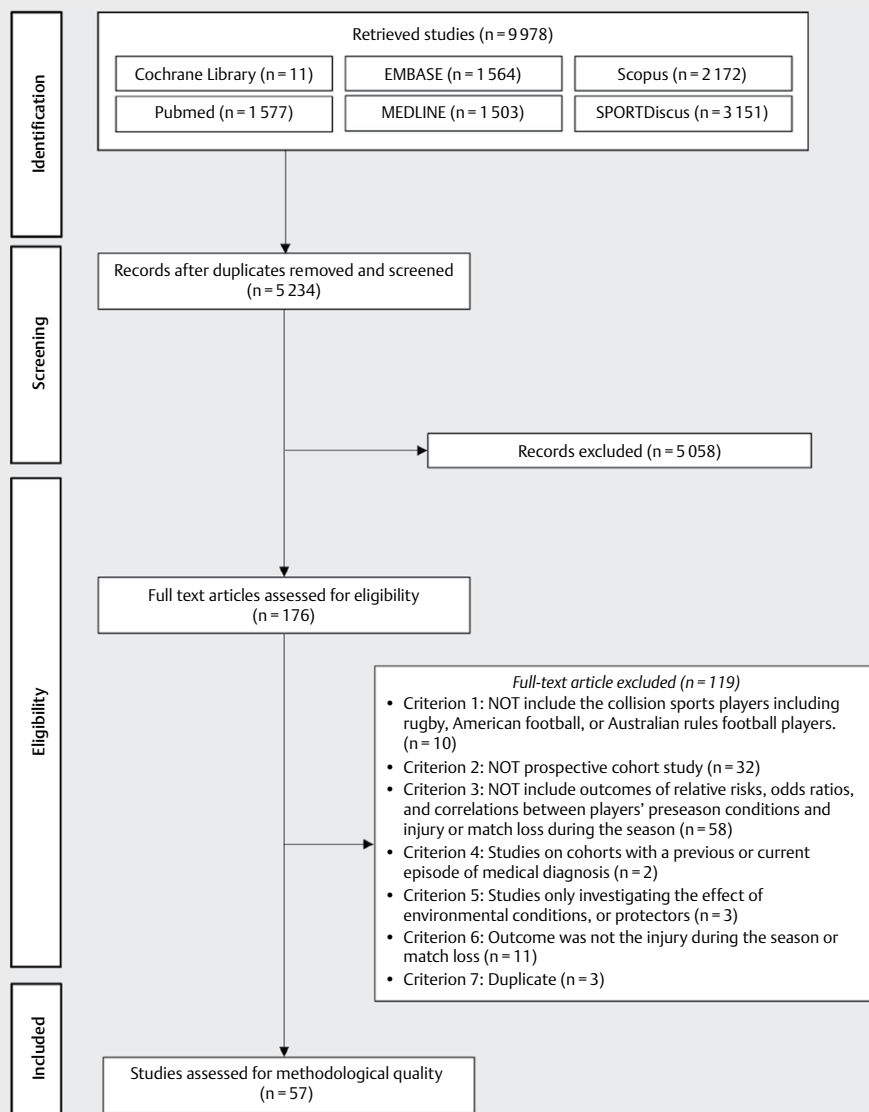 Identification
Retrieved studies (n = 9 978)
Cochrane Library (n = 11)
EMBASE (n = 1 564)
Scopus (n = 2 172)
Pubmed (n = 1 577)
MEDLINE (n = 1 503)
SPORTDiscus (n = 3 151)
Screening
Records after duplicates removed and screened
(n = 5 234)
Records excluded (n = 5 058)
Eligibility
Full text articles assessed for eligibility
(n = 176)
Full-text article excluded (n = 119)
• Criterion 1: NOT include the collision sports players including
rugby, American football, or Australian rules football players.
(n = 10)
• Criterion 2: NOT prospective cohort study (n = 32)
• Criterion 3: NOT include outcomes of relative risks, odds ratios,
and correlations between players’ preseason conditions and
injury or match loss during the season (n = 58)
• Criterion 4: Studies on cohorts with a previous or current
episode of medical diagnosis (n = 2)
• Criterion 5: Studies only investigating the effect of
environmental conditions, or protectors (n = 3)
• Criterion 6: Outcome was not the injury during the season or
match loss (n = 11)
• Criterion 7: Duplicate (n = 3)
Included
Studies assessed for methodological quality
(n = 57)